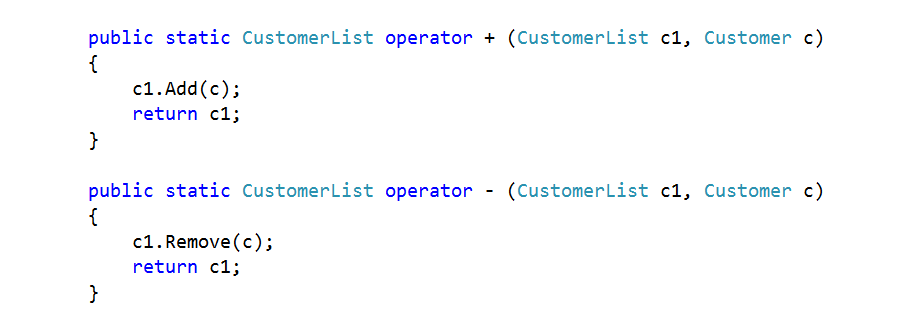 public static CustomerList operator + (CustomerList c1, Customer c)
{
    c1.Add(c);
    return c1;
}

public static CustomerList operator - (CustomerList c1, Customer c)
{
    c1.Remove(c);
    return c1;
}